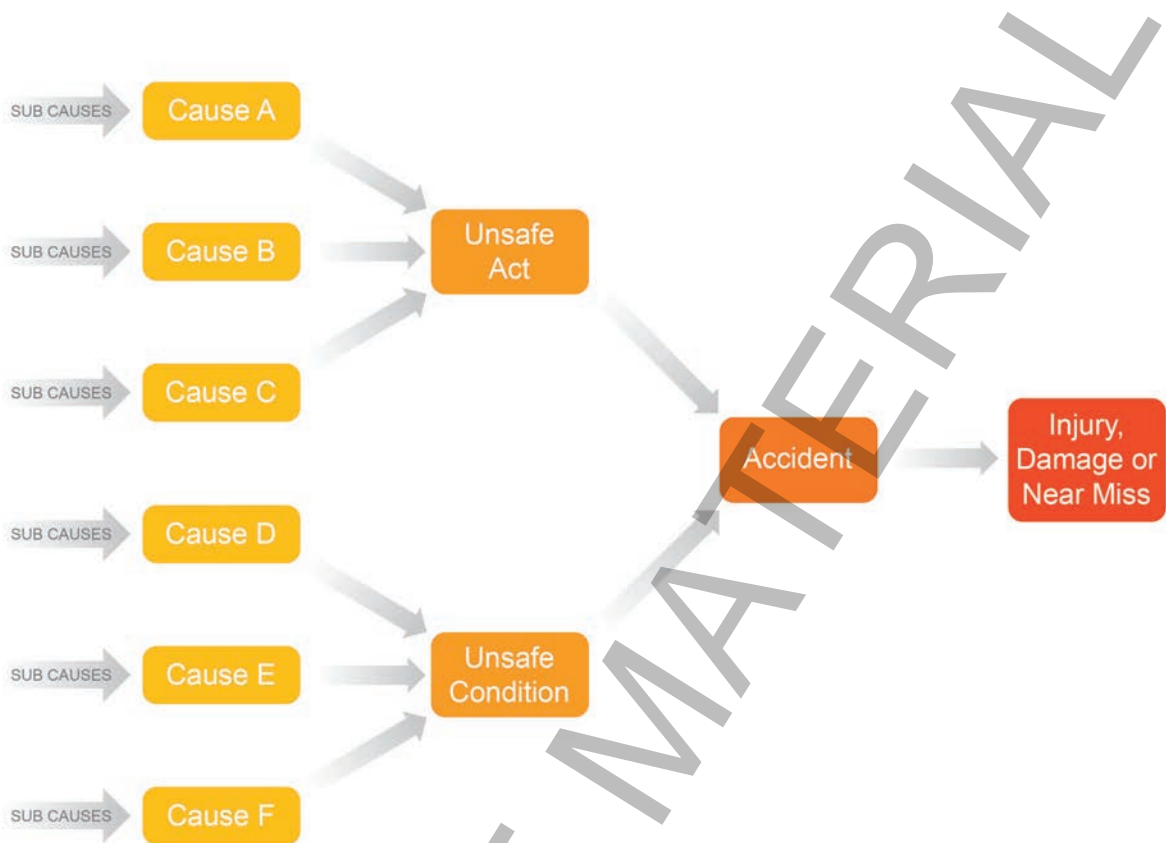 SUB CAUSES
Cause A
SUB CAUSES
Cause B
Unsafe
Act
SUB CAUSES
Cause C
Accident
Injury,
Damage or
Near Miss
SUB CAUSES
Cause D
SUB CAUSES
Cause E
Unsafe
Condition
SUB CAUSES
Cause F
MATERIAL